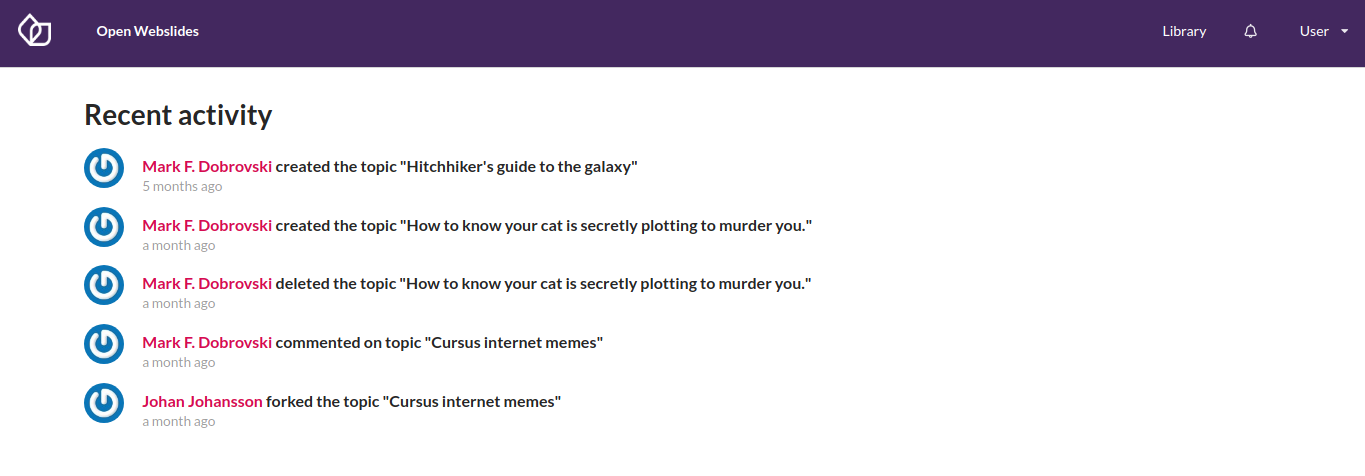 Open Webslides Library User
Recent activity
Mark F. Dobrovski created the topic "Hitchhiker's guide to the galaxy"
5 months ago
Mark F. Dobrovski created the topic "How to know your cat is secretly plotting to murder you."
a month ago
Mark F. Dobrovski deleted the topic "How to know your cat is secretly plotting to murder you."
a month ago
Mark F. Dobrovski commented on topic "Cursus internet memes"
a month ago
Johan Johansson forked the topic "Cursus internet memes"
a month ago